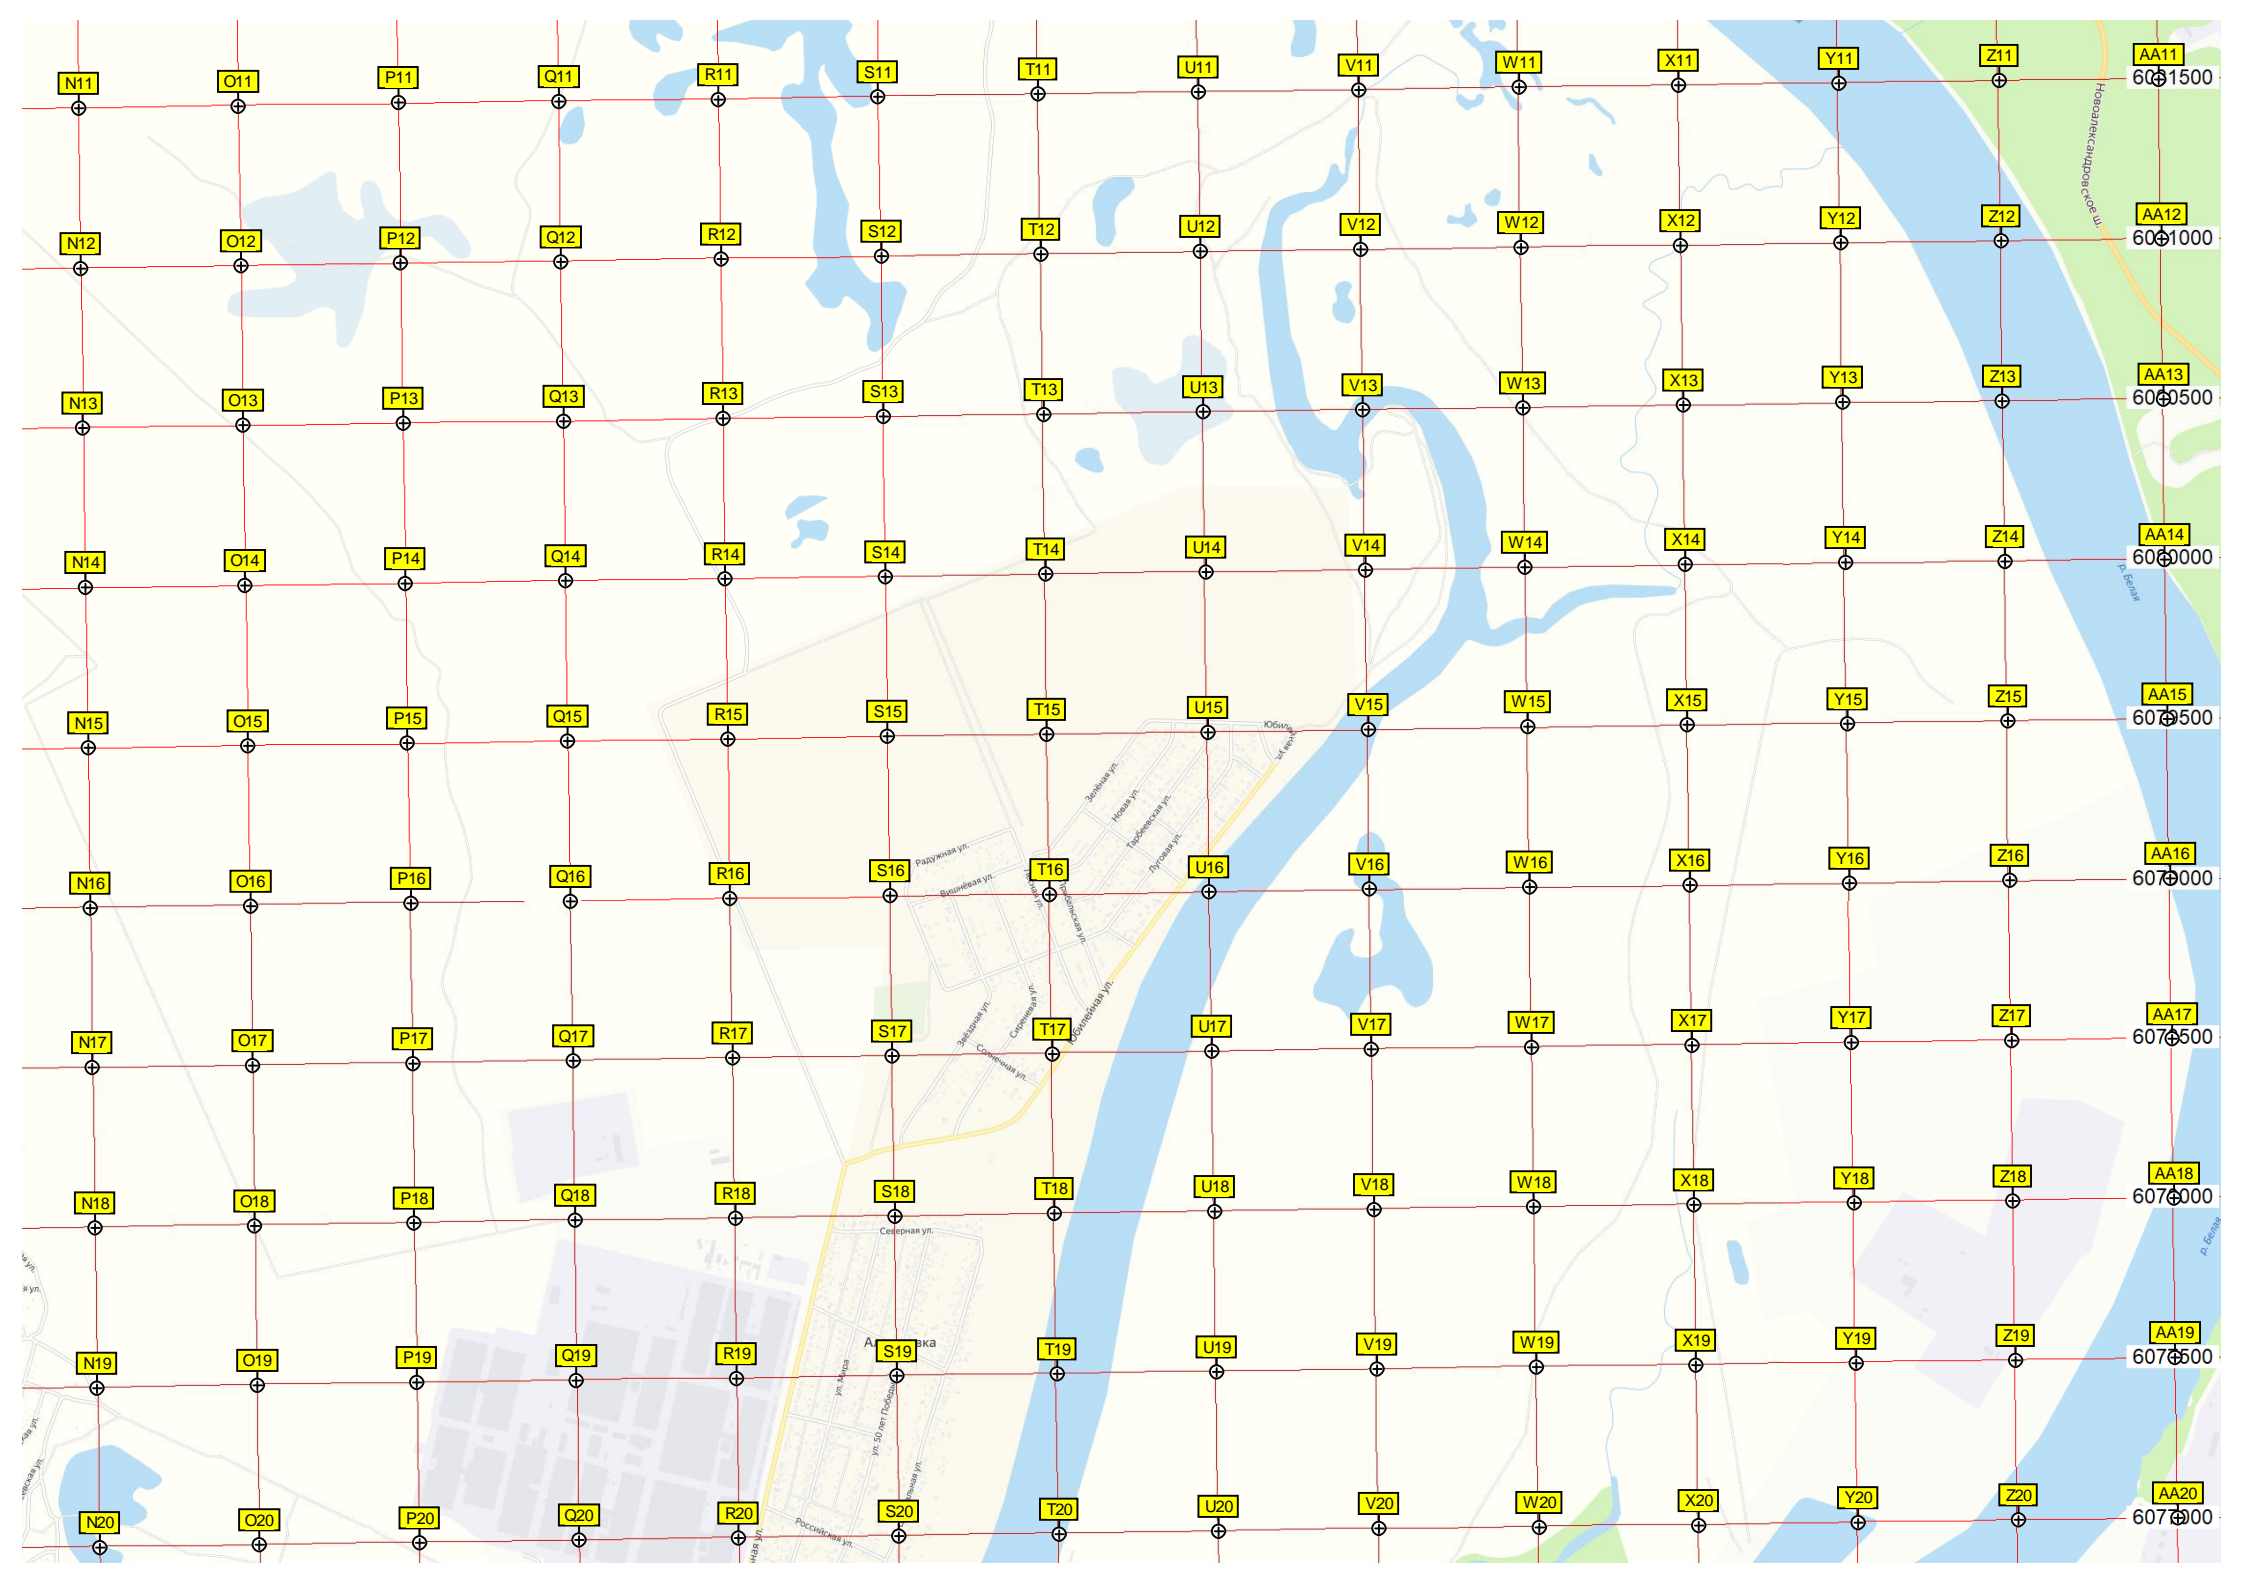 N11 O11 P11 Q11 R11 S11 T11 U11 V11 W11 X11 Y11 Z11 AA11
6081500
Новоалександровское ш.
N12 O12 P12 Q12 R12 S12 T12 U12 V12 W12 X12 Y12 Z12 AA12
6081000
N13 O13 P13 Q13 R13 S13 T13 U13 V13 W13 X13 Y13 Z13 AA13
6080500
N14 O14 P14 Q14 R14 S14 T14 U14 V14 W14 X14 Y14 Z14 AA14
6080000
р. Белая
N15 O15 P15 Q15 R15 S15 T15 U15 V15 W15 X15 Y15 Z15 AA15
6079500
Зелёная ул.
Новая ул.
Тарбеевская ул.
Луговая ул.
Радужная ул.
Вишнёвая ул.
N16 O16 P16 Q16 R16 S16 T16 U16 V16 W16 X16 Y16 Z16 AA16
6079000
Звёздная ул.
Юбилейная ул.
Солнечная ул.
N17 O17 P17 Q17 R17 S17 T17 U17 V17 W17 X17 Y17 Z17 AA17
6078500
N18 O18 P18 Q18 R18 S18 T18 U18 V18 W18 X18 Y18 Z18 AA18
6078000
Северная ул.
р. Белая
N19 O19 P19 Q19 R19 S19 T19 U19 V19 W19 X19 Y19 Z19 AA19
6077500
ул. Мира
ул. 50 лет Победы
N20 O20 P20 Q20 R20 S20 T20 U20 V20 W20 X20 Y20 Z20 AA20
6077000
Российская ул.